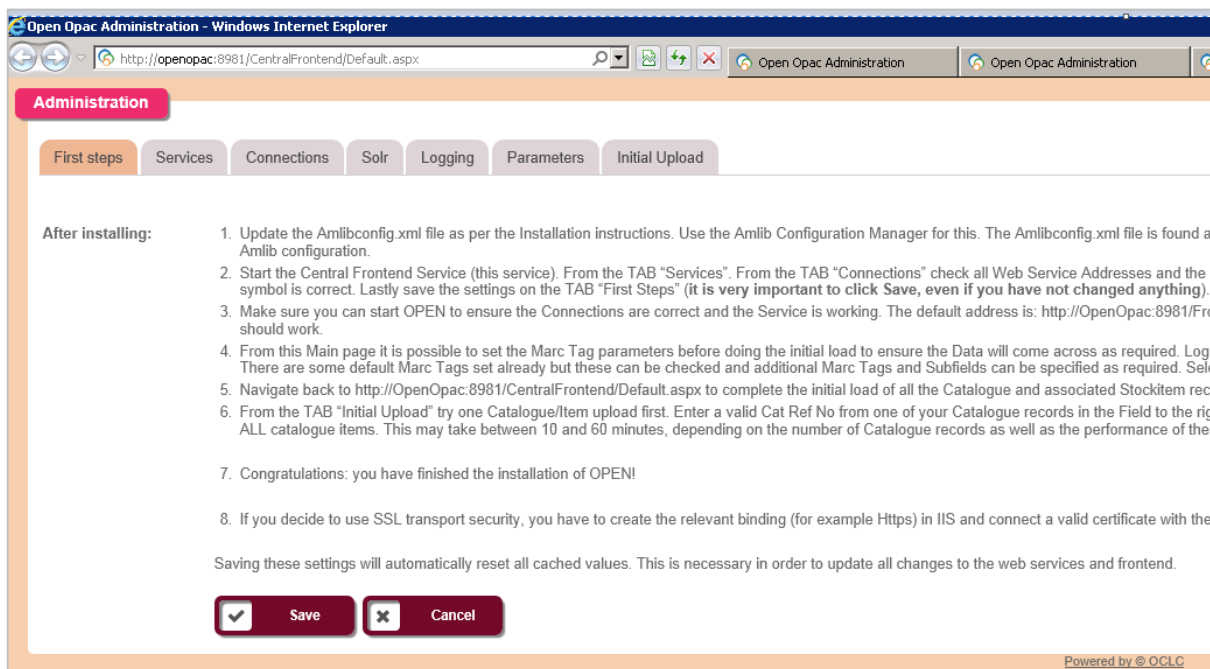 Open Opac Administration - Windows Internet Explorer
http://openopac:8981/CentralFrontend/Default.aspx
Open Opac Administration
Open Opac Administration
Administration
First steps
Services
Connections
Solr
Logging
Parameters
Initial Upload
After installing:
1. Update the Amlibconfig.xml file as per the Installation instructions. Use the Amlib Configuration Manager for this. The Amlibconfig.xml file is found a
Amlib configuration.
2. Start the Central Frontend Service (this service). From the TAB “Services”. From the TAB “Connections” check all Web Service Addresses and the
symbol is correct. Lastly save the settings on the TAB “First Steps” (it is very important to click Save, even if you have not changed anything).
3. Make sure you can start OPEN to ensure the Connections are correct and the Service is working. The default address is: http://OpenOpac:8981/Fro
should work.
4. From this Main page it is possible to set the Marc Tag parameters before doing the initial load to ensure the Data will come across as required. Log
There are some default Marc Tags set already but these can be checked and additional Marc Tags and Subfields can be specified as required. Sele
5. Navigate back to http://OpenOpac:8981/CentralFrontend/Default.aspx to complete the initial load of all the Catalogue and associated Stockitem rec
6. From the TAB “Initial Upload” try one Catalogue/Item upload first. Enter a valid Cat Ref No from one of your Catalogue records in the Field to the rig
ALL catalogue items. This may take between 10 and 60 minutes, depending on the number of Catalogue records as well as the performance of the
7. Congratulations: you have finished the installation of OPEN!
8. If you decide to use SSL transport security, you have to create the relevant binding (for example Https) in IIS and connect a valid certificate with the
Saving these settings will automatically reset all cached values. This is necessary in order to update all changes to the web services and frontend.
Save
Cancel
Powered by © OCLC